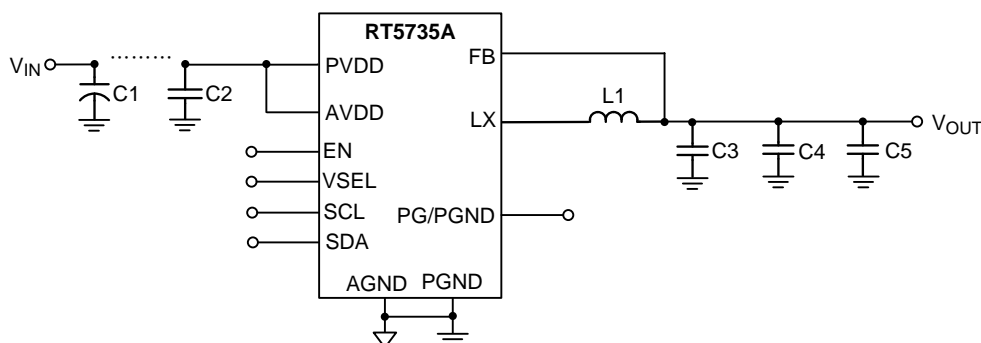 RT5735A
VIN
C1
C2
PVDD
AVDD
EN
VSEL
SCL
SDA
AGND
PGND
FB
LX
PG/PGND
L1
C3
C4
C5
VOUT